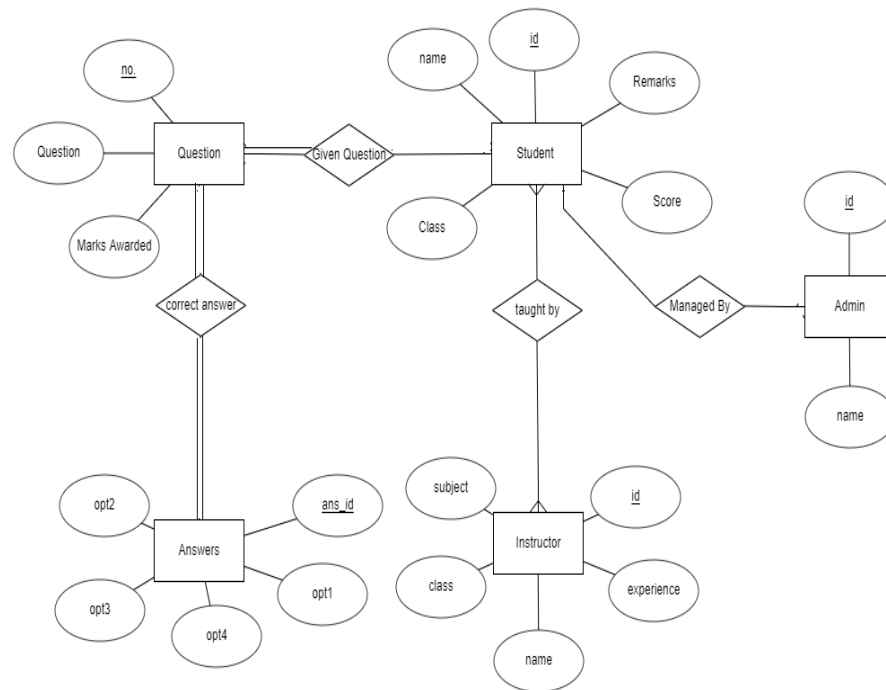 id
name
no.
Remarks
Question
Question
Given Question
Student
Marks Awarded
Class
Score
id
correct answer
taught by
Managed By
Admin
name
opt2
ans_id
subject
id
Answers
Instructor
opt3
opt1
class
experience
opt4
name